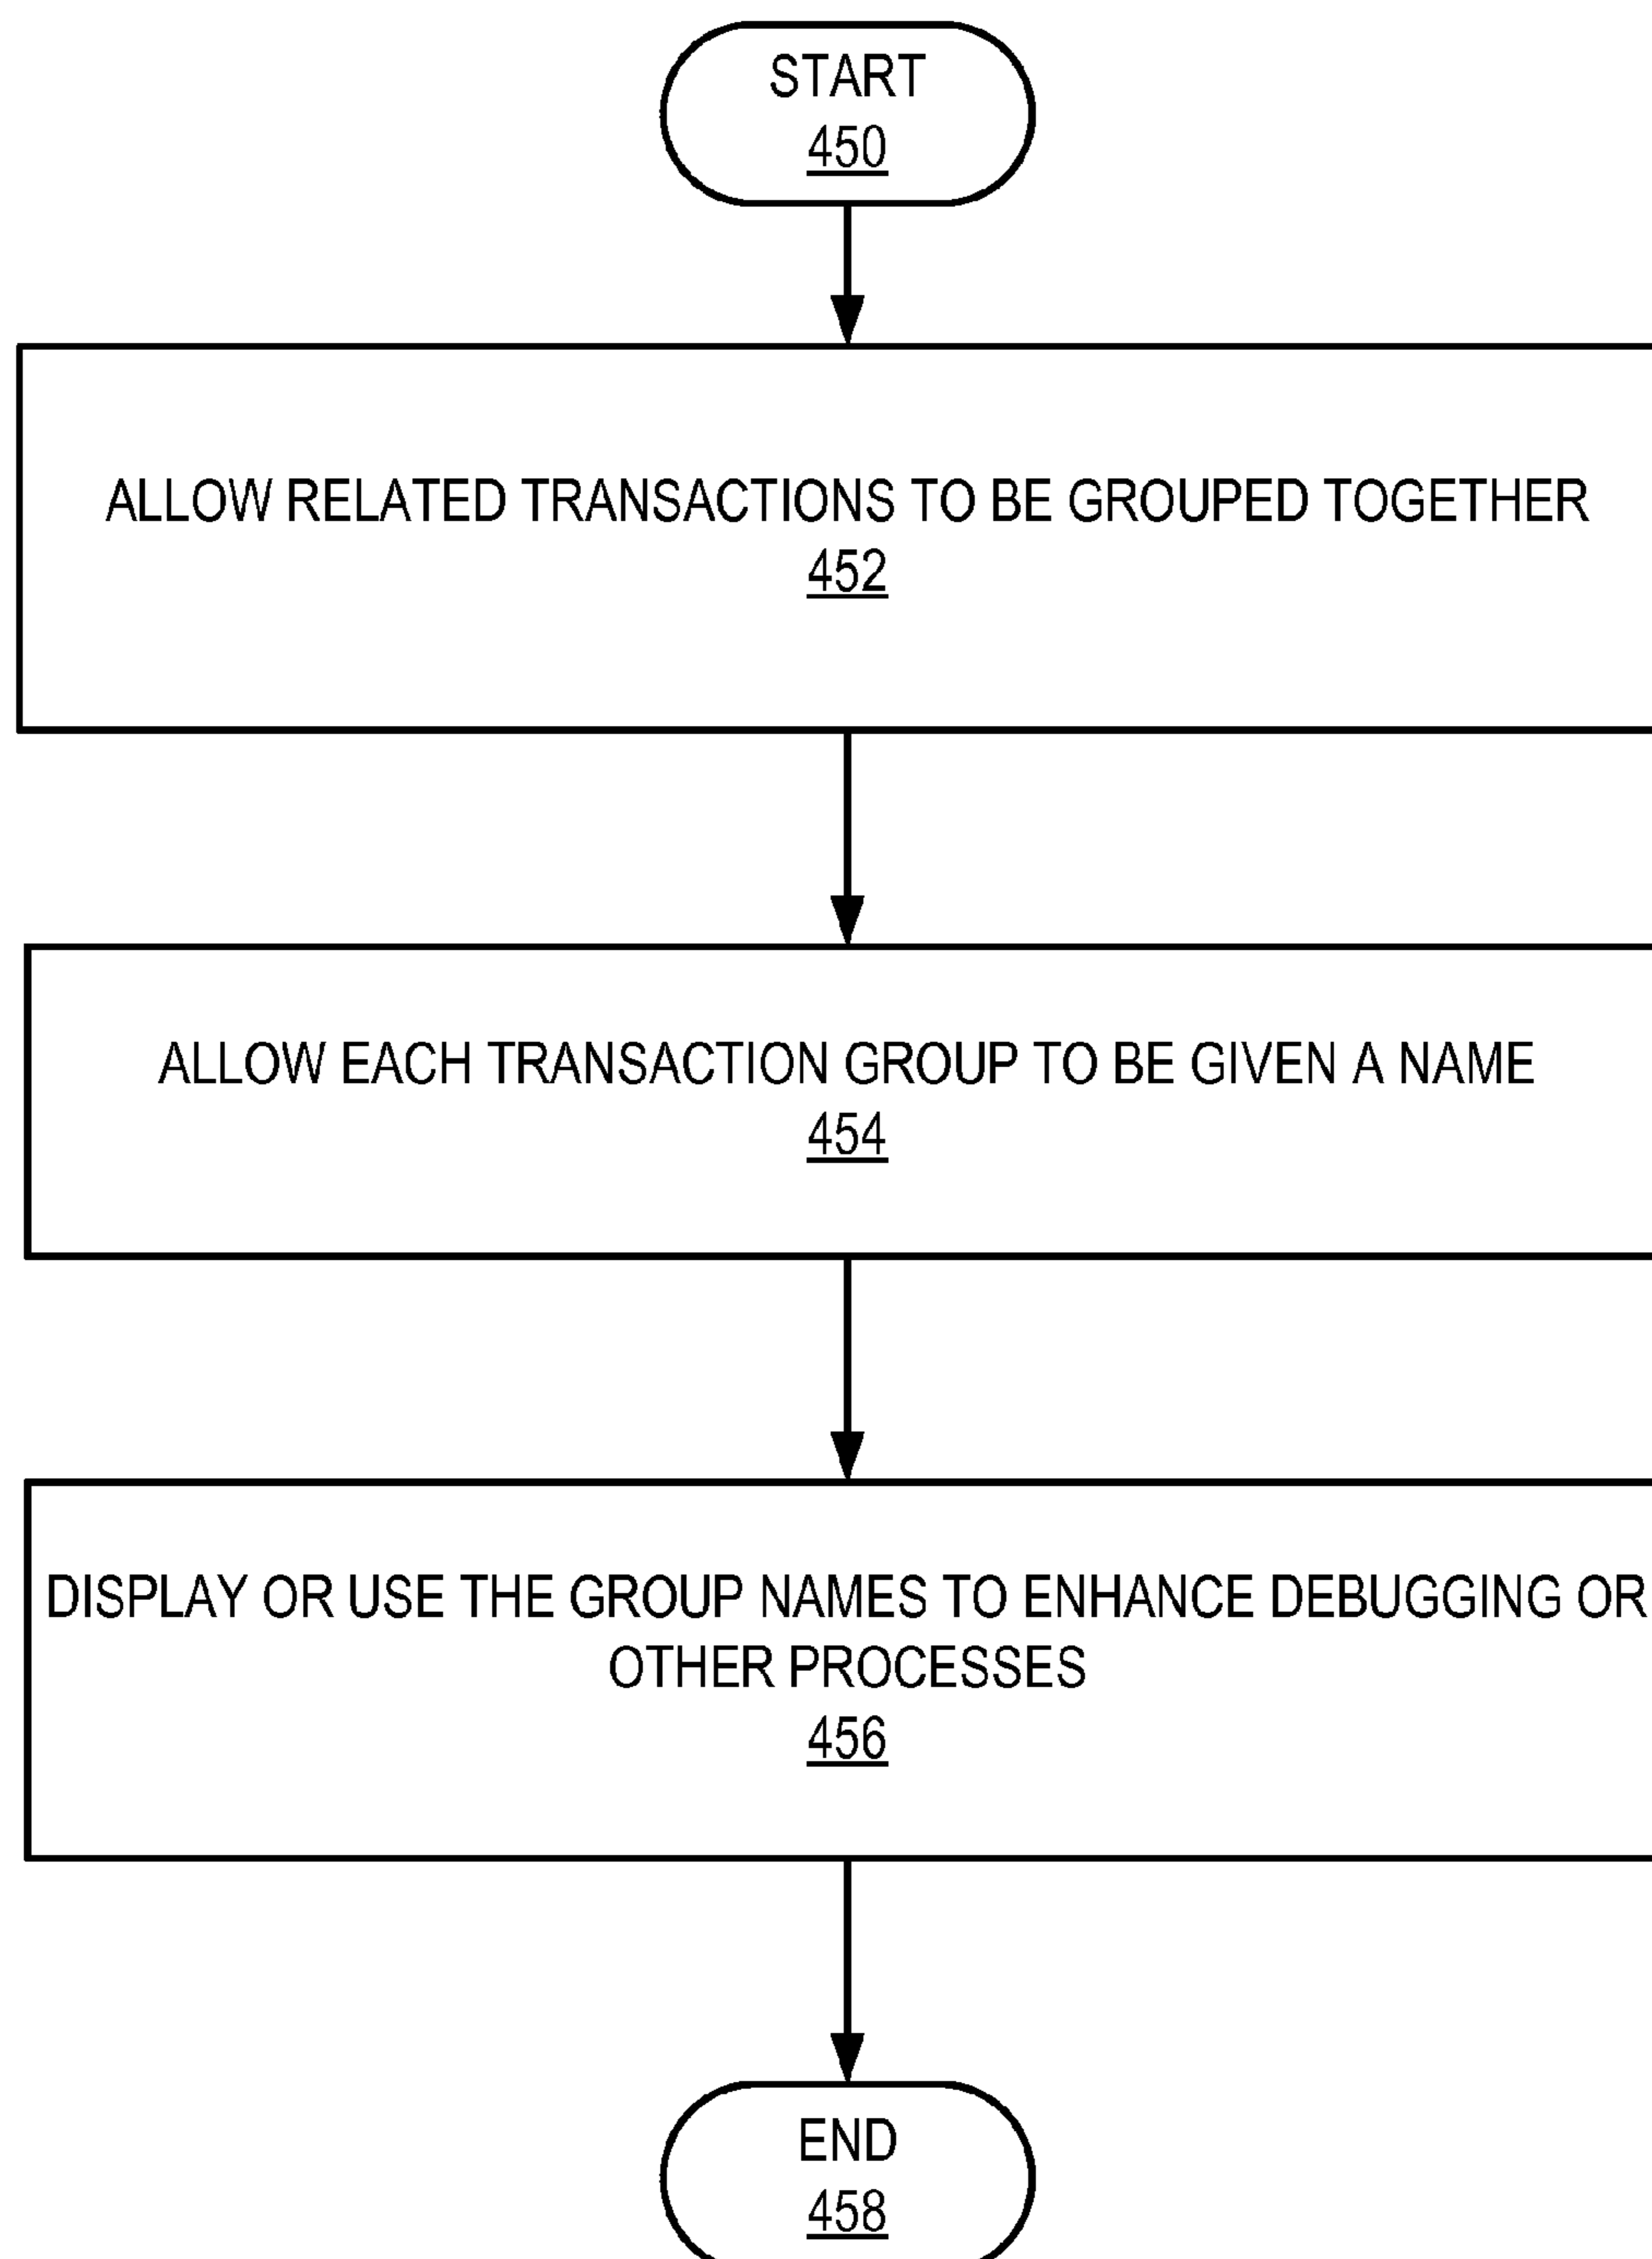 START
450
ALLOW RELATED TRANSACTIONS TO BE GROUPED TOGETHER
452
ALLOW EACH TRANSACTION GROUP TO BE GIVEN A NAME
454
DISPLAY OR USE THE GROUP NAMES TO ENHANCE DEBUGGING OR
OTHER PROCESSES
456
END
458